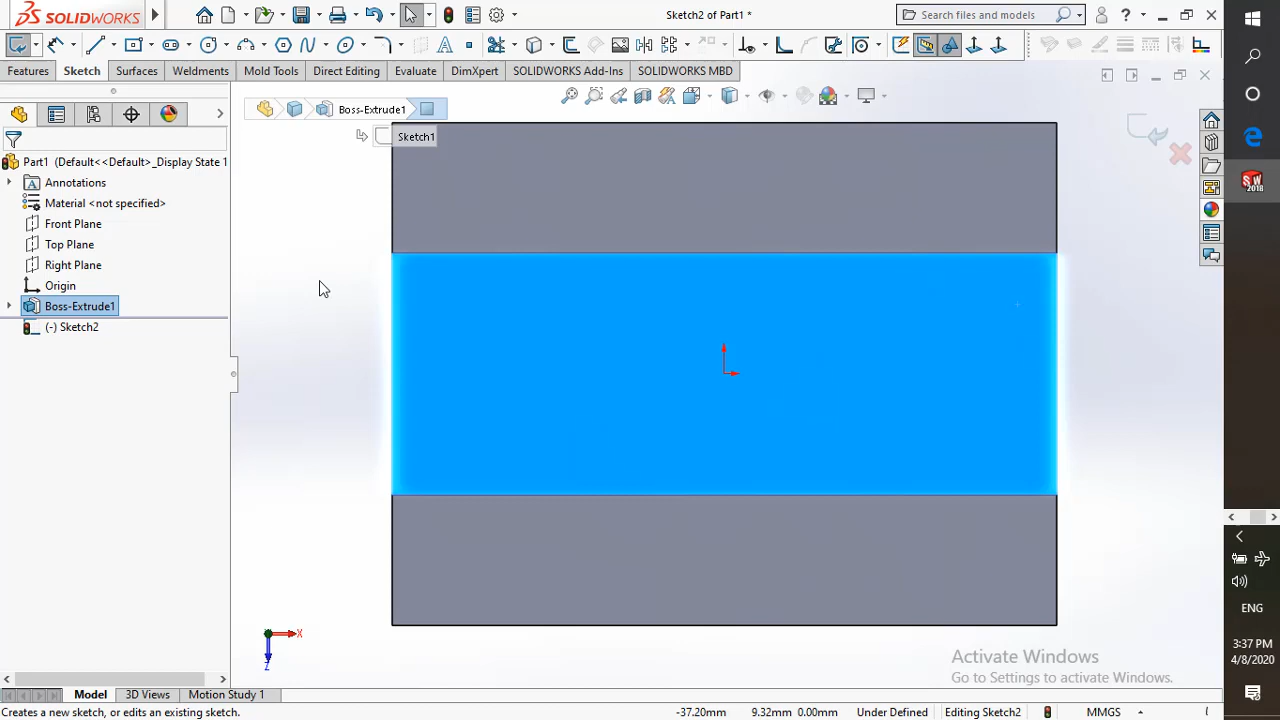 SOLIDWORKS
Sketch2 of Part1 *
Search files and models
?
Features
Sketch
Surfaces
Weldments
Mold Tools
Direct Editing
Evaluate
DimXpert
SOLIDWORKS Add-Ins
SOLIDWORKS MBD
Boss-Extrude1
Sketch1
Part1 (Default<<Default>_Display State 1
Annotations
Material <not specified>
Front Plane
Top Plane
Right Plane
Origin
Boss-Extrude1
(-) Sketch2
X
Z
SW
2018
ENG
3:37 PM
4/8/2020
Activate Windows
Go to Settings to activate Windows.
Model
3D Views
Motion Study 1
Creates a new sketch, or edits an existing sketch.
-37.20mm
9.32mm
0.00mm
Under Defined
Editing Sketch2
MMGS